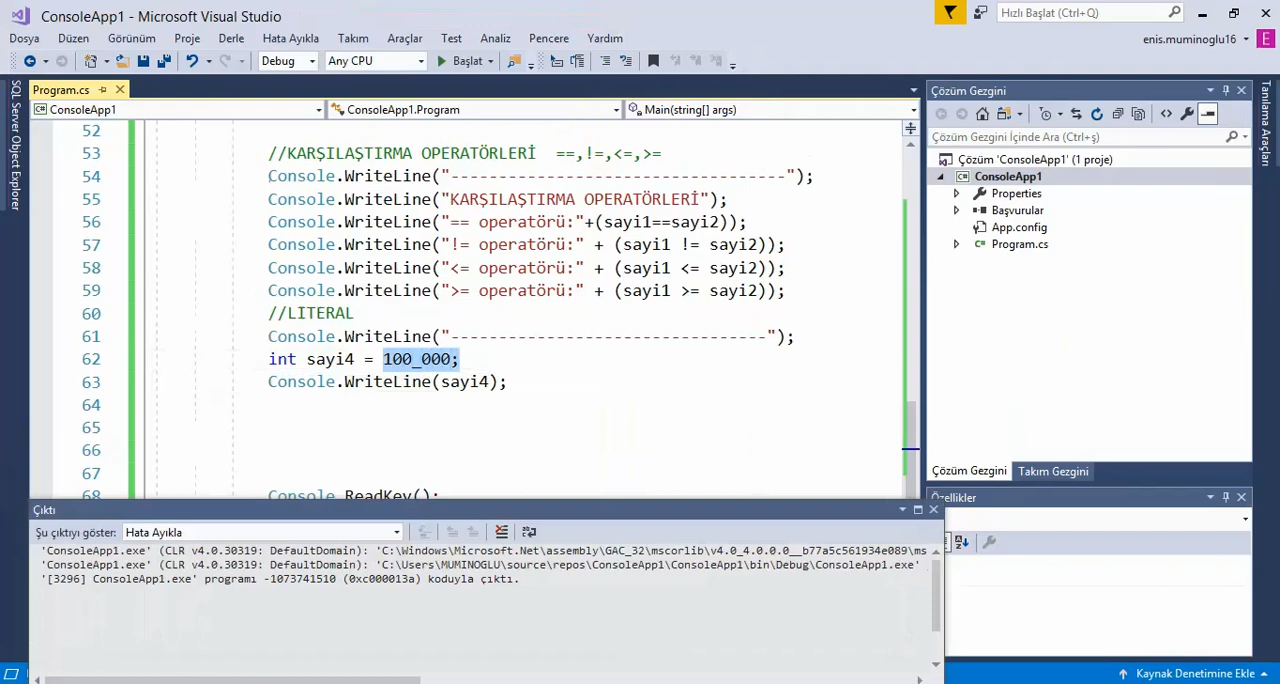 ConsoleApp1 - Microsoft Visual Studio
Hızlı Başlat (Ctrl+Q)
Dosya Düzen Görünüm Proje Derle Hata Ayıkla Takım Araçlar Test Analiz Pencere Yardım
enis.muminoglu16 E
Debug Any CPU Başlat
SQL Server Object Explorer
Program.cs
ConsoleApp1 ConsoleApp1.Program Main(string[] args)
52
53 //KARŞILAŞTIRMA OPERATÖRLERİ ==,!=,<=,>=
54 Console.WriteLine("-----------------------------------");
55 Console.WriteLine("KARŞILAŞTIRMA OPERATÖRLERİ");
56 Console.WriteLine("== operatörü:"+(sayi1==sayi2));
57 Console.WriteLine("!= operatörü:" + (sayi1 != sayi2));
58 Console.WriteLine("<= operatörü:" + (sayi1 <= sayi2));
59 Console.WriteLine(">= operatörü:" + (sayi1 >= sayi2));
60 //LITERAL
61 Console.WriteLine("---------------------------------");
62 int sayi4 = 100_000;
63 Console.WriteLine(sayi4);
64
65
66
67
68 Console.ReadKey();
Çıktı
Şu çıktıyı göster: Hata Ayıkla
'ConsoleApp1.exe' (CLR v4.0.30319: DefaultDomain): 'C:\Windows\Microsoft.Net\assembly\GAC_32\mscorlib\v4.0_4.0.0.0__b77a5c561934e089\ms
'ConsoleApp1.exe' (CLR v4.0.30319: DefaultDomain): 'C:\Users\MUMINOGLU\source\repos\ConsoleApp1\ConsoleApp1\bin\Debug\ConsoleApp1.exe'
'[3296] ConsoleApp1.exe' programı -1073741510 (0xc000013a) koduyla çıktı.
Çözüm Gezgini
Çözüm Gezgini İçinde Ara (Ctrl+ş)
Çözüm 'ConsoleApp1' (1 proje)
ConsoleApp1
Properties
Başvurular
App.config
Program.cs
Çözüm Gezgini Takım Gezgini
Özellikler
Tanılama Araçları
Kaynak Denetimine Ekle